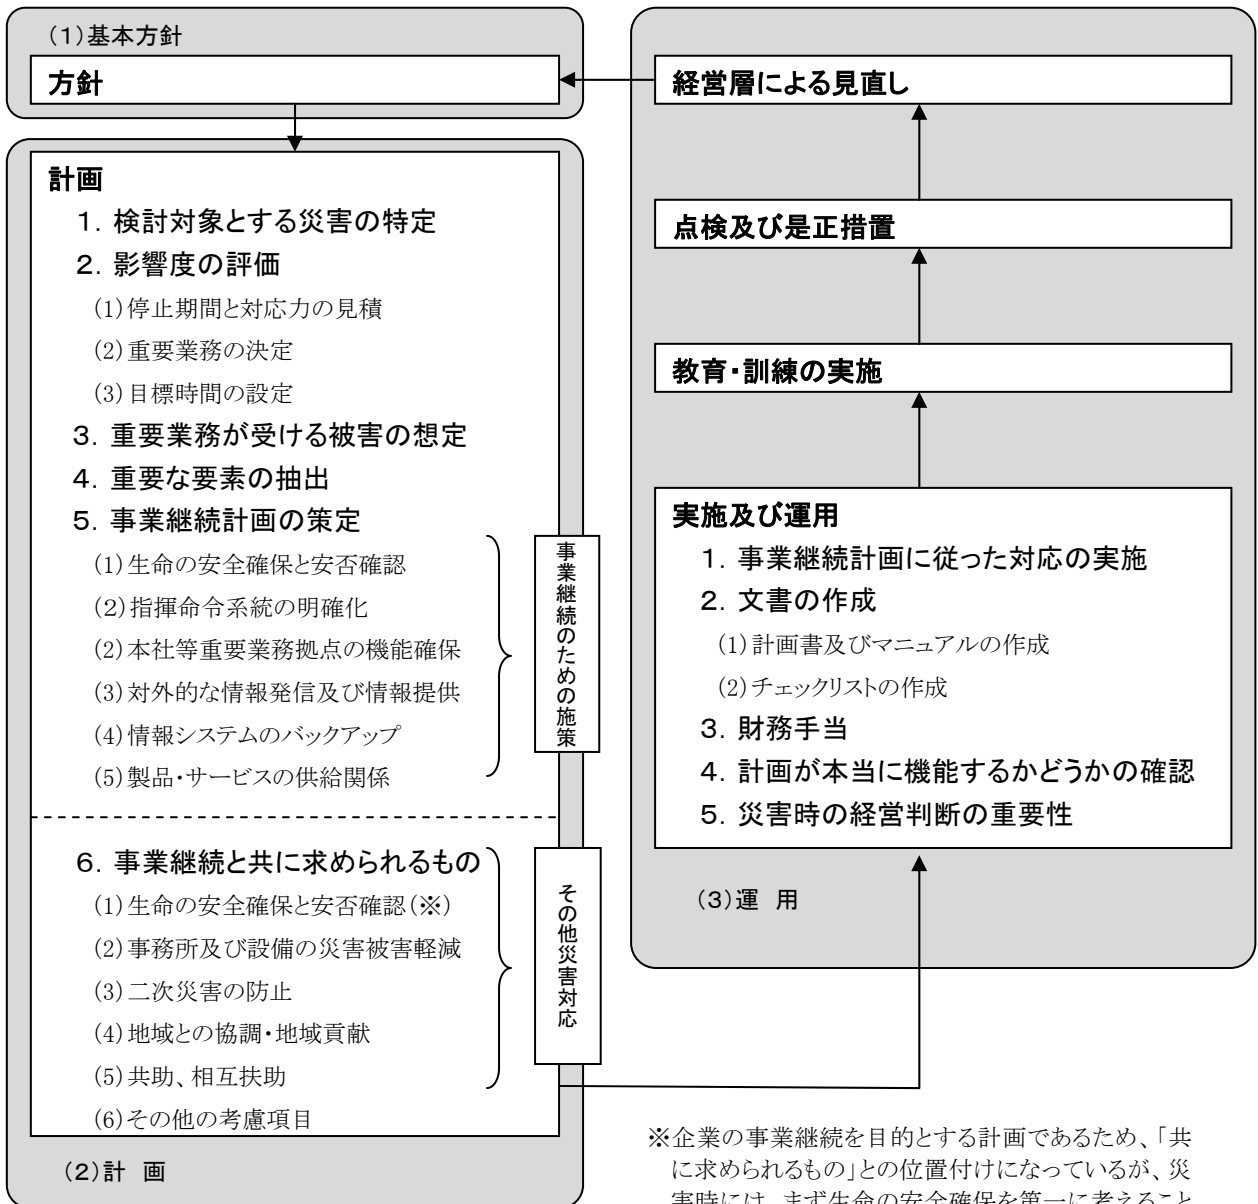 (1)基本方針
方針
計画
1. 検討対象とする災害の特定
2. 影響度の評価
(1)停止期間と対応力の見積
(2)重要業務の決定
(3)目標時間の設定
3. 重要業務が受ける被害の想定
4. 重要な要素の抽出
5. 事業継続計画の策定
(1)生命の安全確保と安否確認
(2)指揮命令系統の明確化
(2)本社等重要業務拠点の機能確保
(3)対外的な情報発信及び情報提供
(4)情報システムのバックアップ
(5)製品・サービスの供給関係
事業継続のための施策
6. 事業継続と共に求められるもの
(1)生命の安全確保と安否確認(※)
(2)事務所及び設備の災害被害軽減
(3)二次災害の防止
(4)地域との協調・地域貢献
(5)共助、相互扶助
(6)その他の考慮項目
その他災害対応
(2)計 画
経営層による見直し
点検及び是正措置
教育・訓練の実施
実施及び運用
1. 事業継続計画に従った対応の実施
2. 文書の作成
(1)計画書及びマニュアルの作成
(2)チェックリストの作成
3. 財務手当
4. 計画が本当に機能するかどうかの確認
5. 災害時の経営判断の重要性
(3)運 用
※企業の事業継続を目的とする計画であるため、「共
に求められるもの」との位置付けになっているが、災
害時には、まず生命の安全確保を第一に考えること